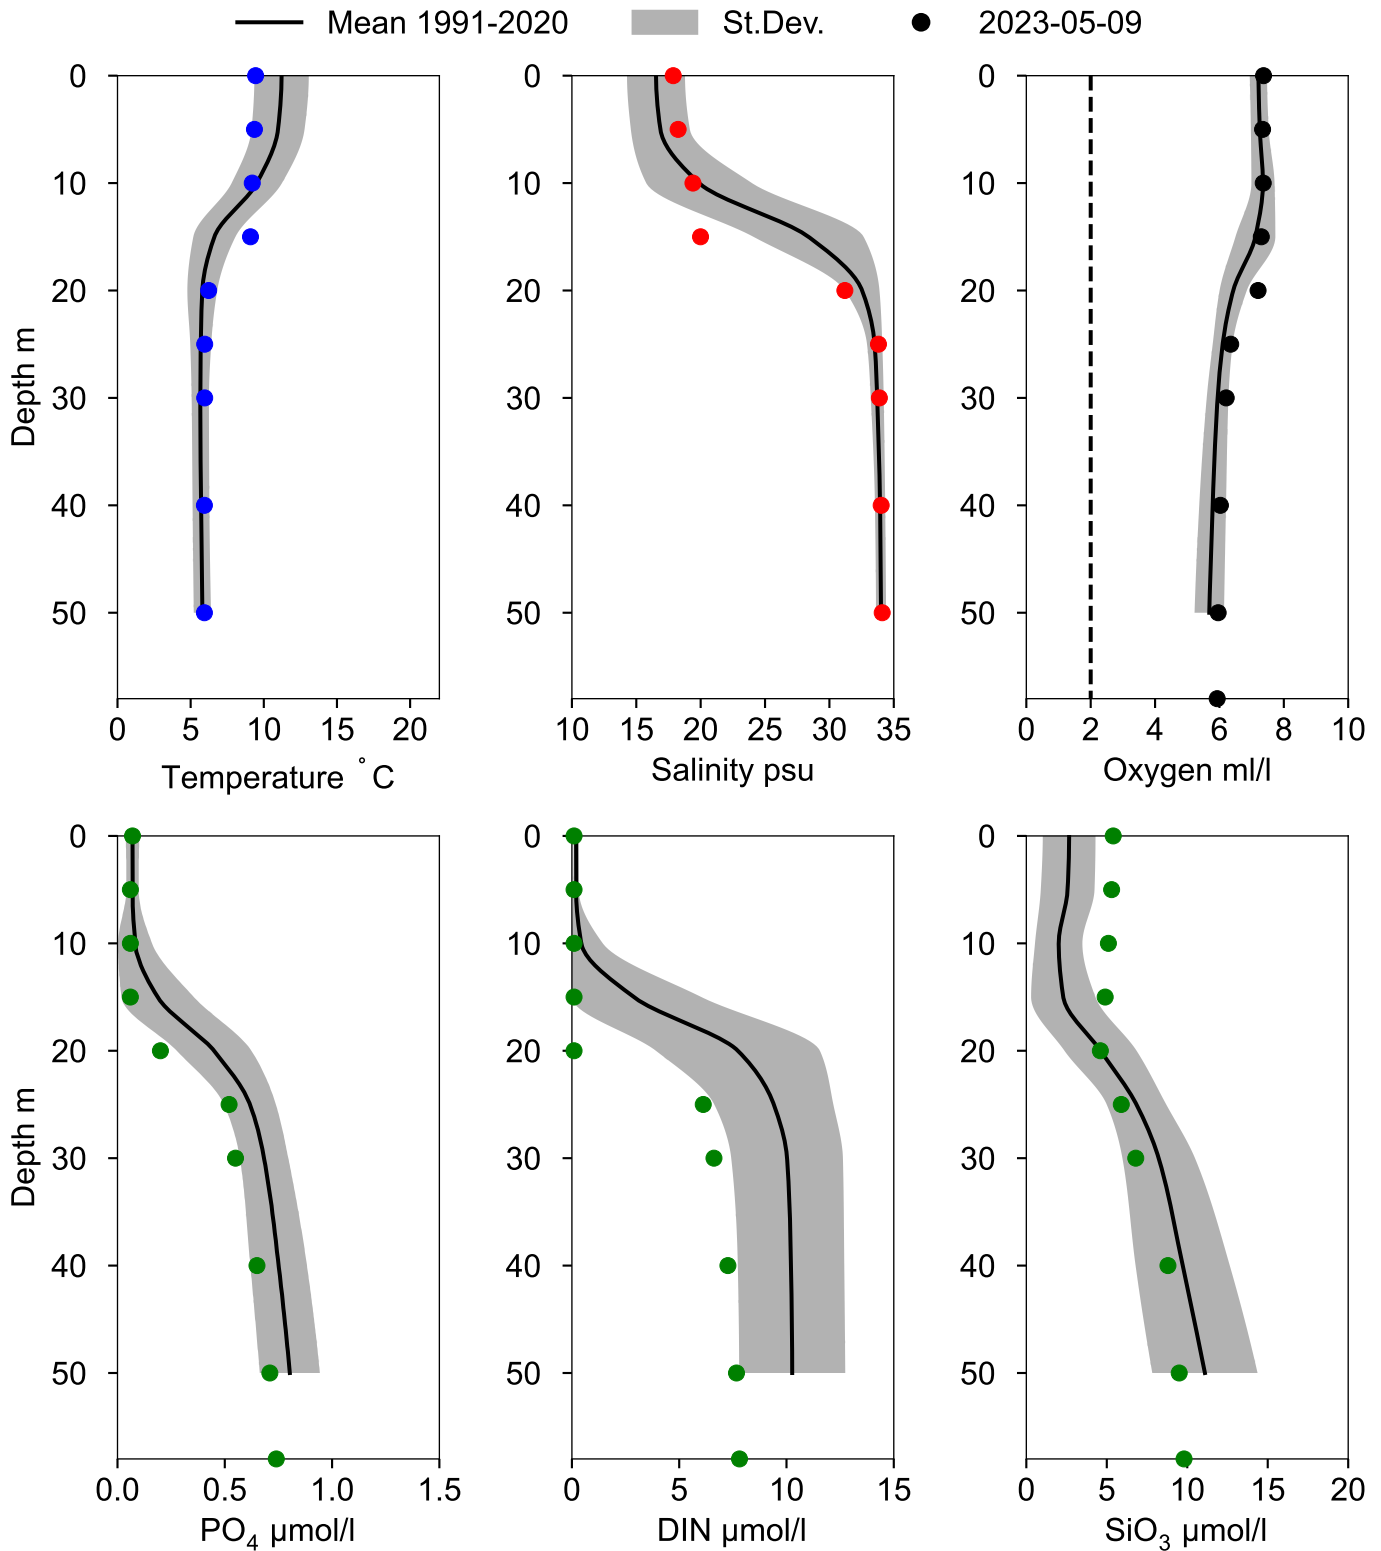 Mean 1991-2020 St.Dev. 2023-05-09
0 0 0
10 10 10
20 20 20
30 30 30
40 40 40
50 50 50
Depth m
0 5 10 15 20 10 15 20 25 30 35 0 2 4 6 8 10
Temperature °C Salinity psu Oxygen ml/l
0 0 0
10 10 10
20 20 20
30 30 30
40 40 40
50 50 50
Depth m
0.0 0.5 1.0 1.5 0 5 10 15 0 5 10 15 20
PO₄ µmol/l DIN µmol/l SiO₃ µmol/l